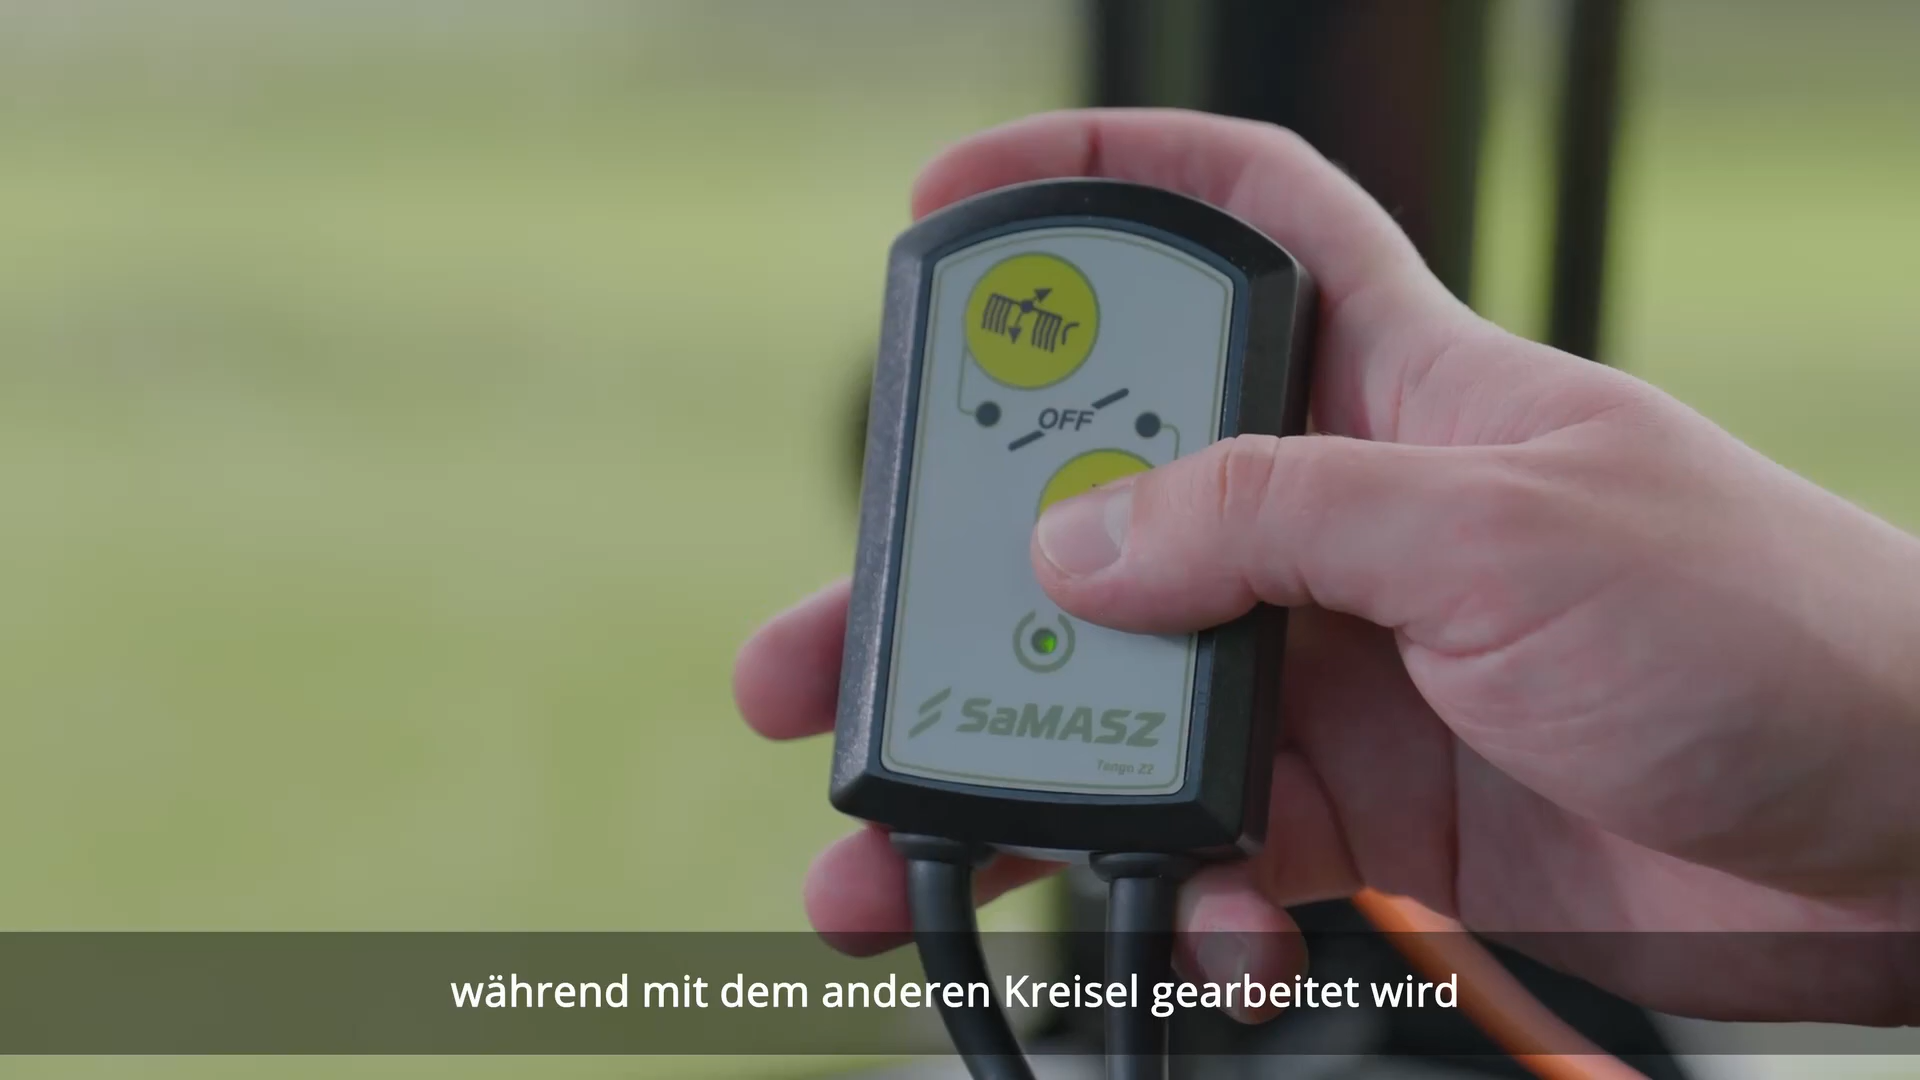 OFF
SaMASZ
Tango 22
während mit dem anderen Kreisel gearbeitet wird